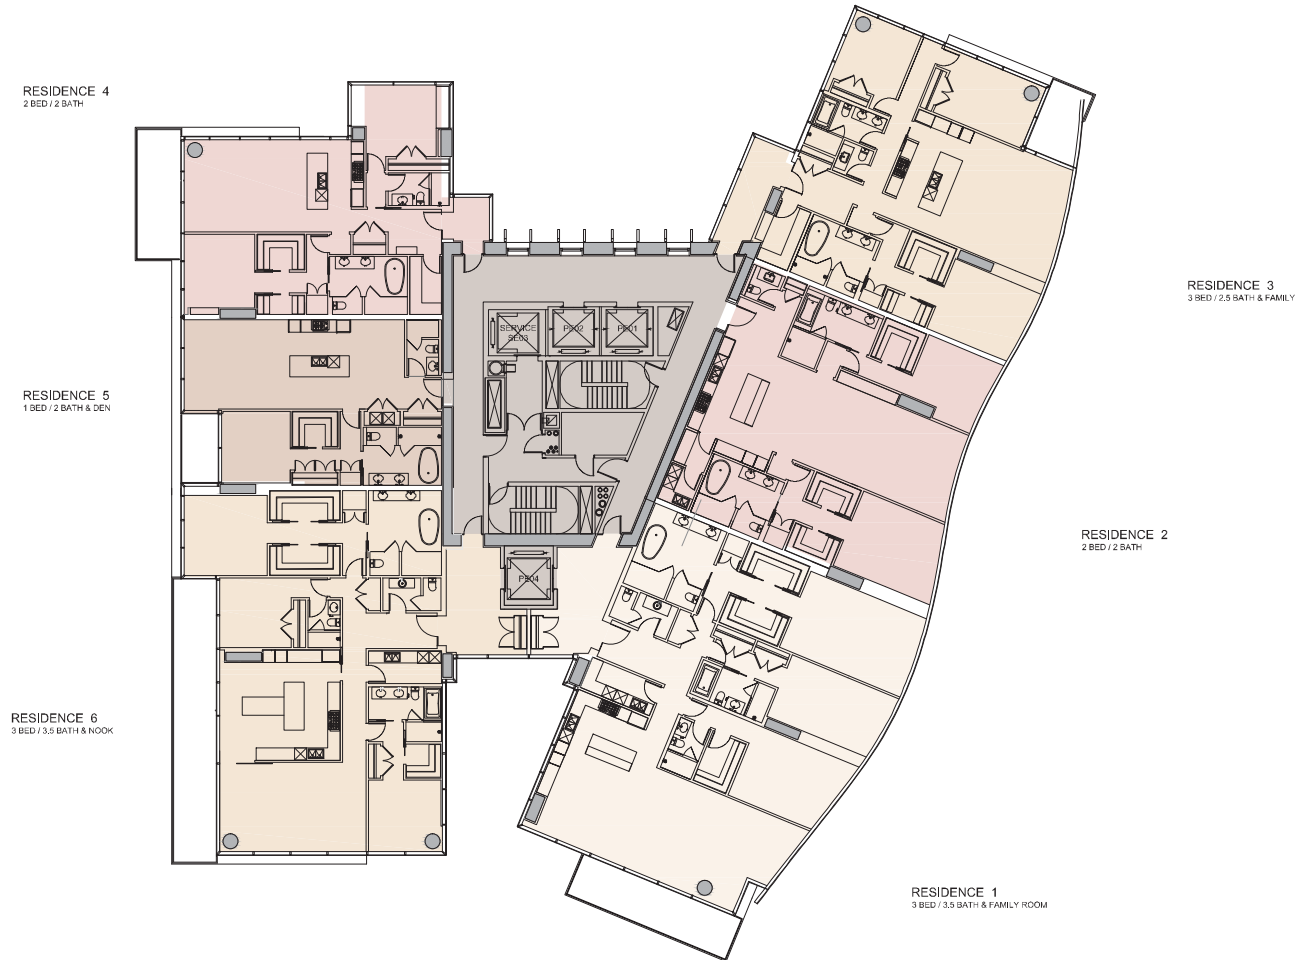 RESIDENCE 4
2 BED / 2 BATH
RESIDENCE 3
3 BED / 2.5 BATH & FAMILY
SERVICE
SE03
PE02
PE01
RESIDENCE 5
1 BED / 2 BATH & DEN
RESIDENCE 2
2 BED / 2 BATH
PE04
RESIDENCE 6
3 BED / 3.5 BATH & NOOK
RESIDENCE 1
3 BED / 3.5 BATH & FAMILY ROOM